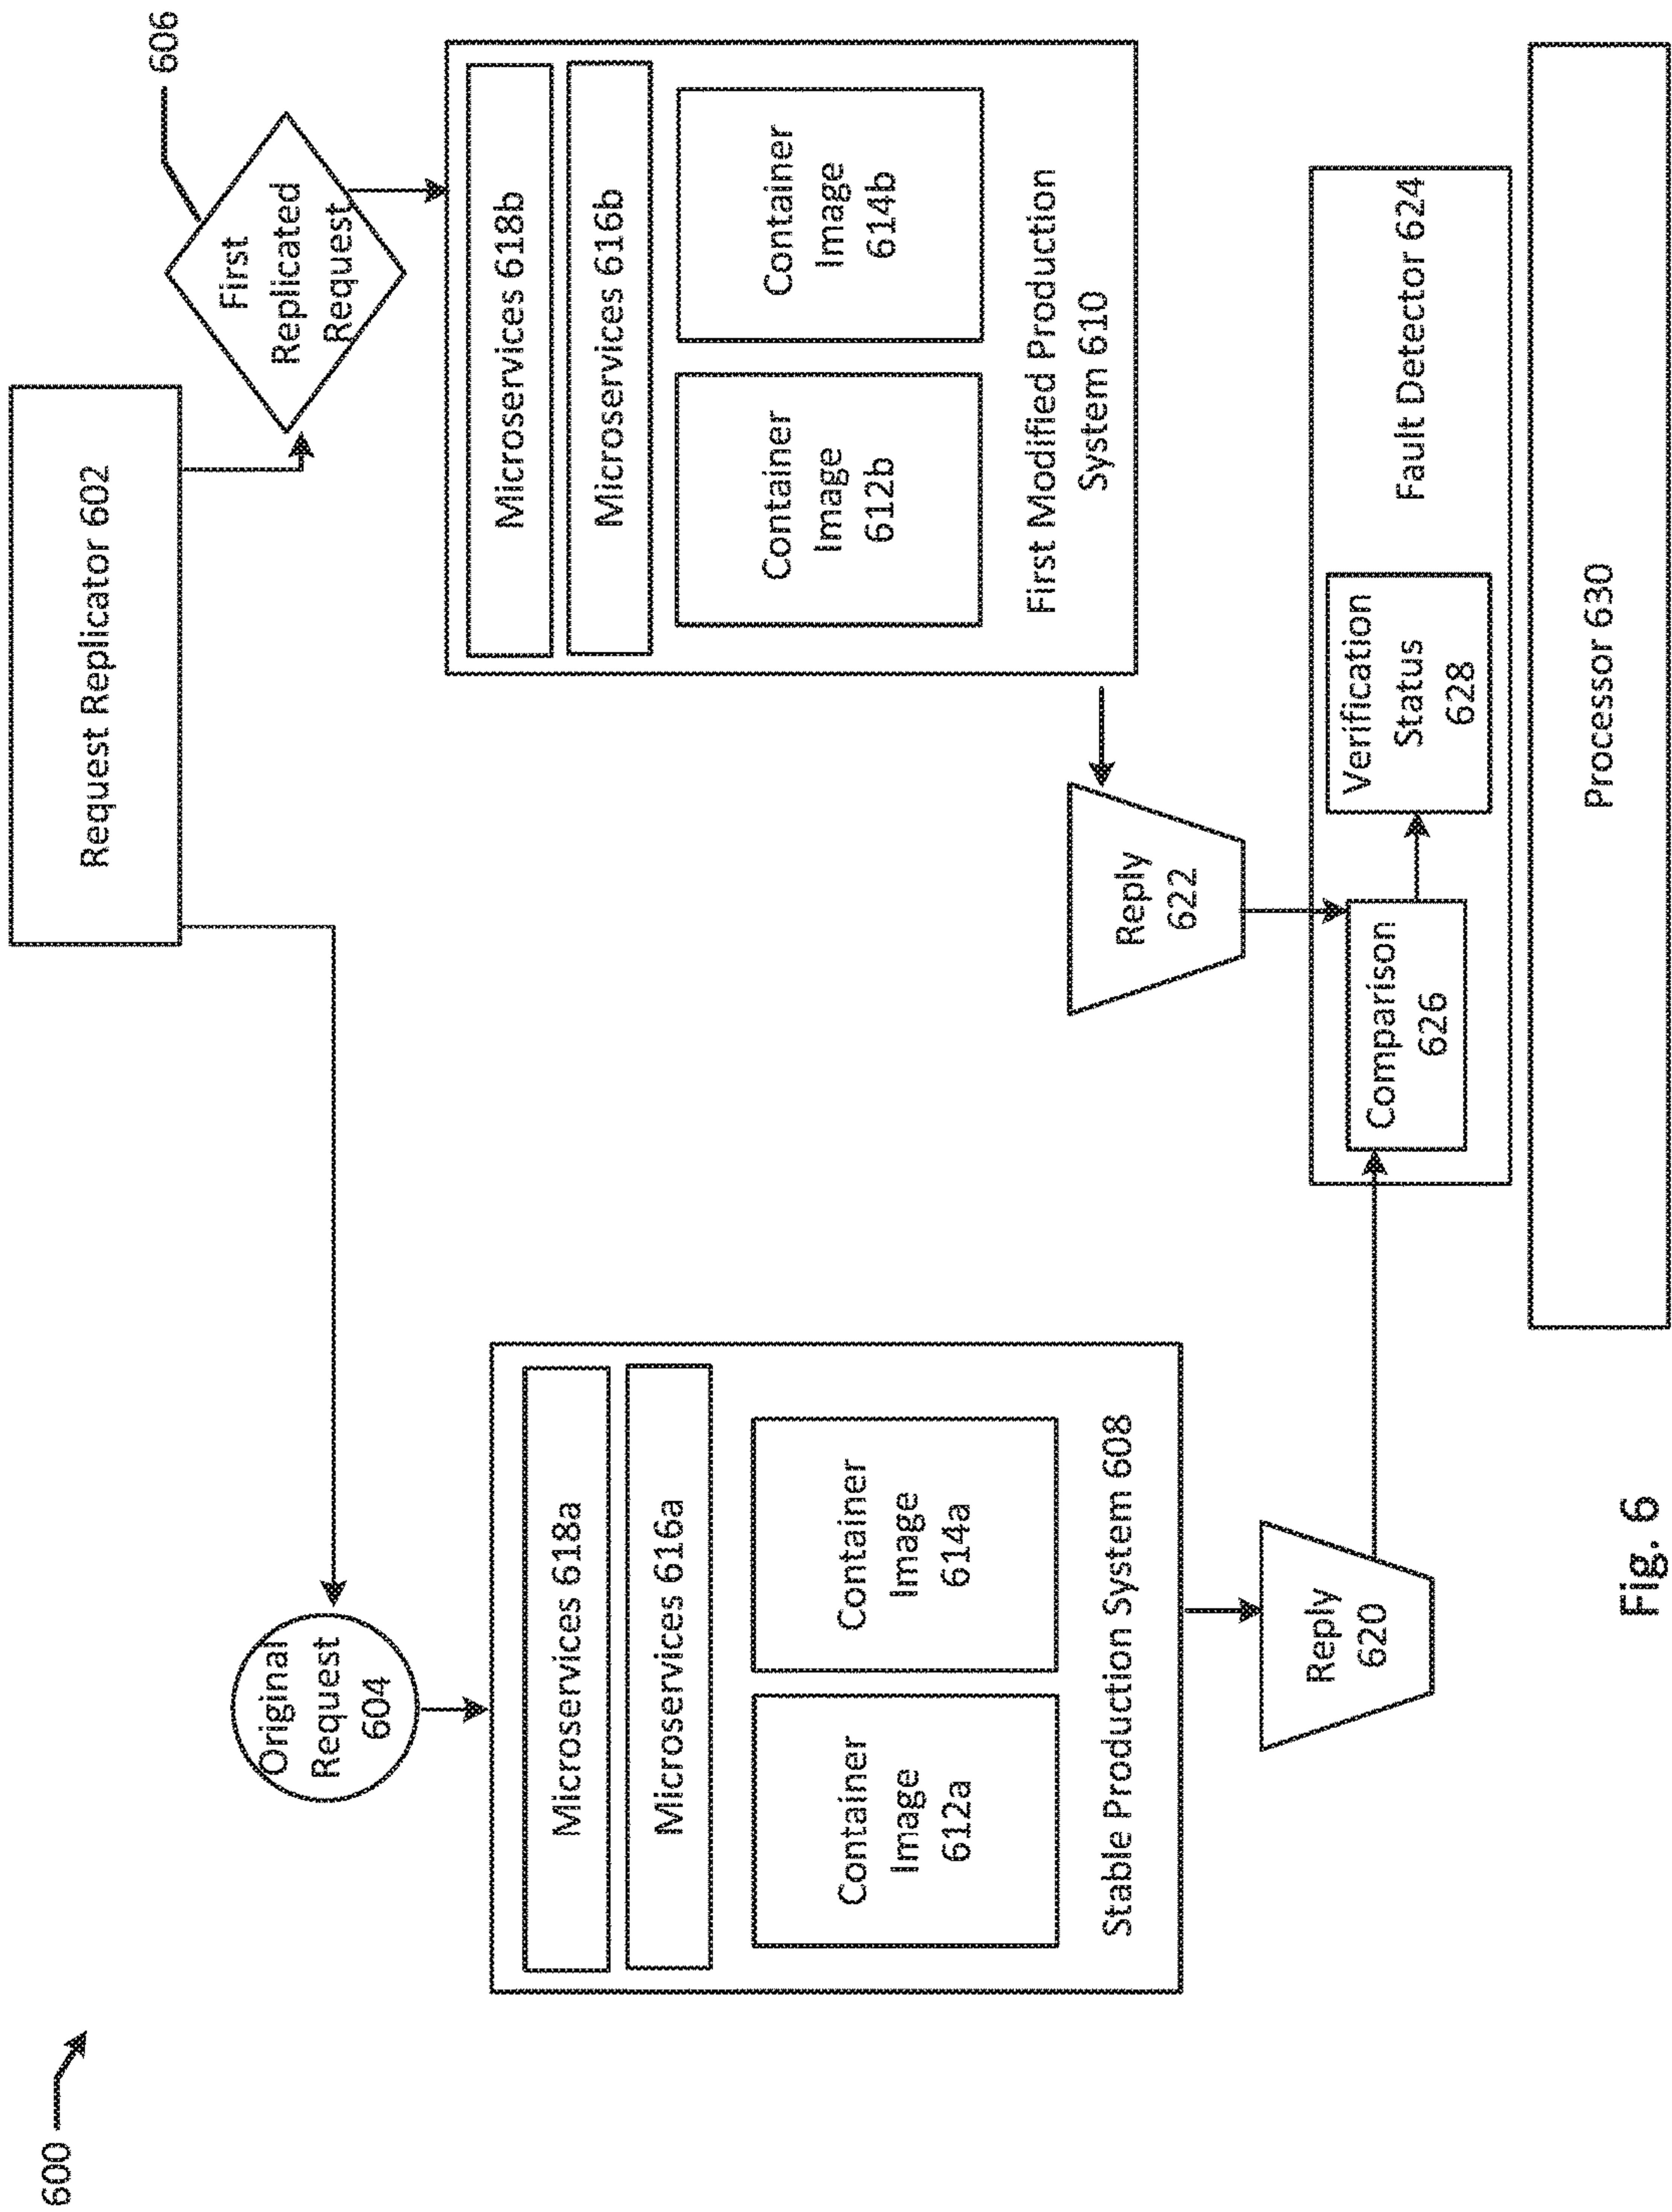 600
Request Replicator 602
606
First
Replicated
Request
Original
Request
604
Microservices 618a
Microservices 616a
Container
Image
612a
Container
Image
614a
Stable Production System 608
Microservices 618b
Microservices 616b
Container
Image
612b
Container
Image
614b
First Modified Production
System 610
Reply
620
Reply
622
Comparison
626
Verification
Status
628
Fault Detector 624
Processor 630
Fig. 6